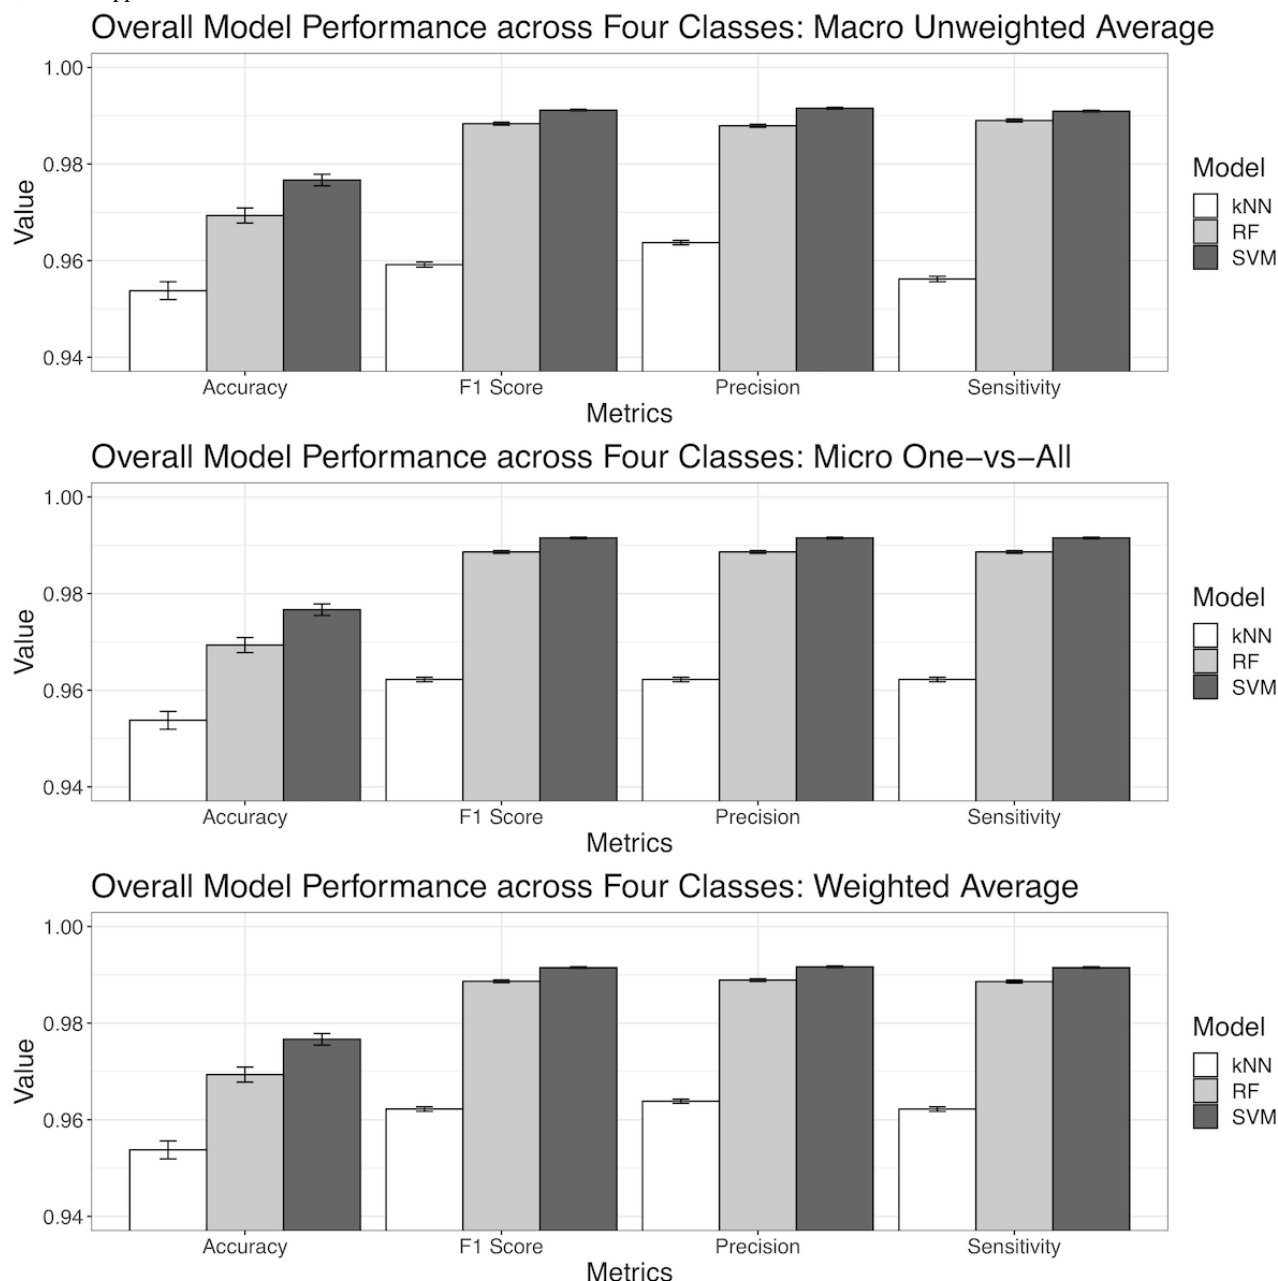 Overall Model Performance across Four Classes: Macro Unweighted Average
1.00
0.98
0.96
0.94
Value
Accuracy F1 Score Precision Sensitivity
Metrics
Model
kNN
RF
SVM
Overall Model Performance across Four Classes: Micro One−vs−All
1.00
0.98
0.96
0.94
Value
Accuracy F1 Score Precision Sensitivity
Metrics
Model
kNN
RF
SVM
Overall Model Performance across Four Classes: Weighted Average
1.00
0.98
0.96
0.94
Value
Accuracy F1 Score Precision Sensitivity
Metrics
Model
kNN
RF
SVM